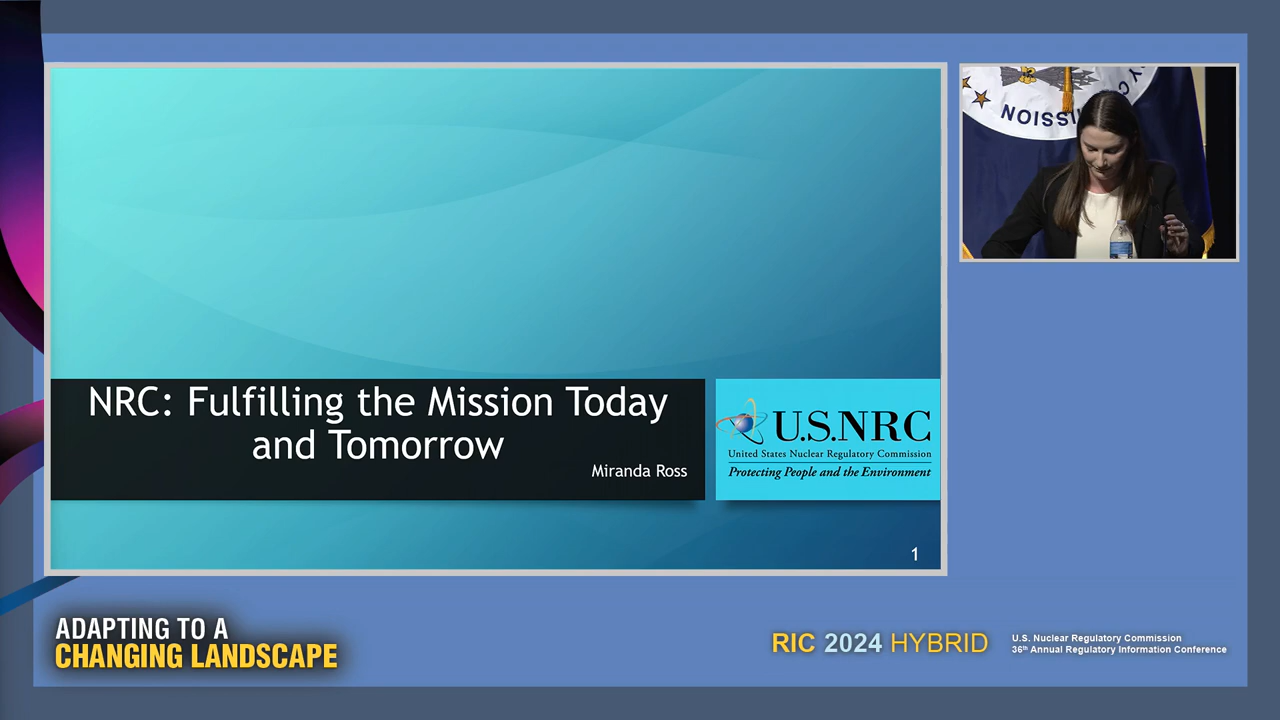 NRC: Fulfilling the Mission Today
and Tomorrow
Miranda Ross
U.S.NRC
United States Nuclear Regulatory Commission
Protecting People and the Environment
1
ADAPTING TO A
CHANGING LANDSCAPE
RIC 2024 HYBRID
U.S. Nuclear Regulatory Commission
36th Annual Regulatory Information Conference